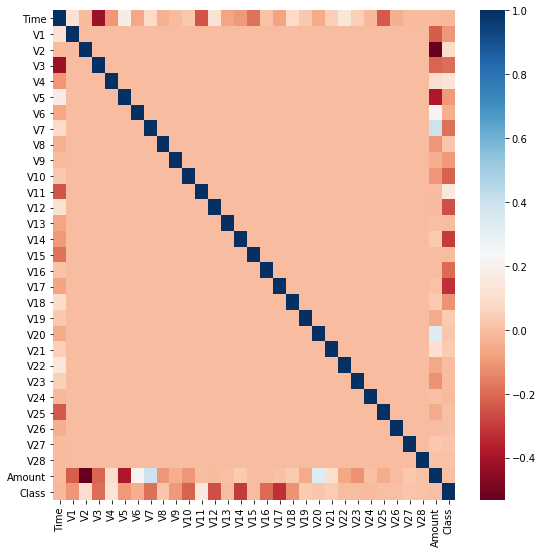 Time
V1
V2
V3
V4
V5
V6
V7
V8
V9
V10
V11
V12
V13
V14
V15
V16
V17
V18
V19
V20
V21
V22
V23
V24
V25
V26
V27
V28
Amount
Class
Time
V1
V2
V3
V4
V5
V6
V7
V8
V9
V10
V11
V12
V13
V14
V15
V16
V17
V18
V19
V20
V21
V22
V23
V24
V25
V26
V27
V28
Amount
Class
1.0
0.8
0.6
0.4
0.2
0.0
−0.2
−0.4